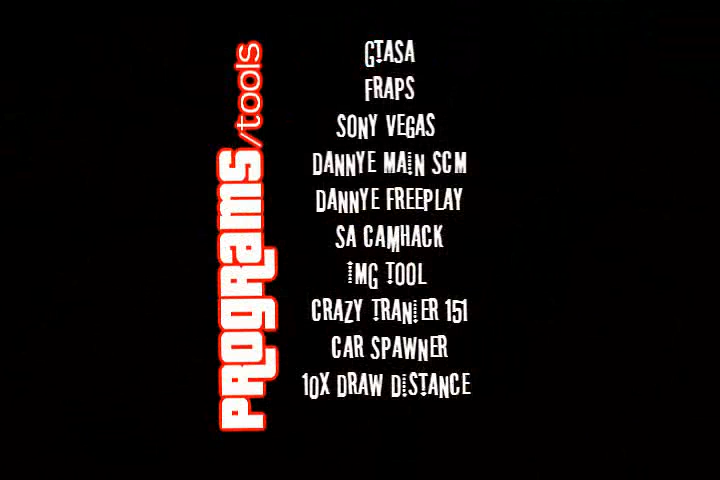 PROGRAMS/tools
GTASA
FRAPS
SONY VEGAS
DANNYE MAIN SCM
DANNYE FREEPLAY
SA CAMHACK
IMG TOOL
CRAZY TRANIER 151
CAR SPAWNER
10X DRAW DISTANCE